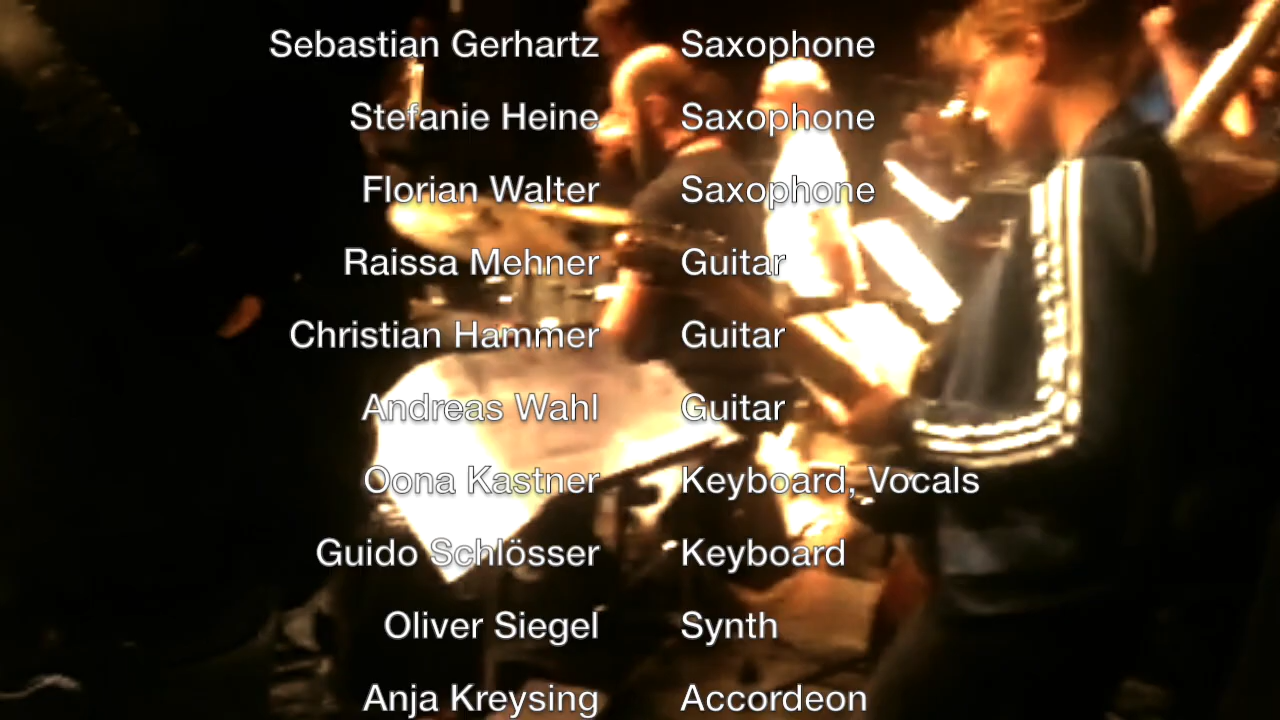 Sebastian Gerhartz Saxophone
Stefanie Heine Saxophone
Florian Walter Saxophone
Raissa Mehner Guitar
Christian Hammer Guitar
Andreas Wahl Guitar
Oona Kastner Keyboard, Vocals
Guido Schlösser Keyboard
Oliver Siegel Synth
Anja Kreysing Accordeon